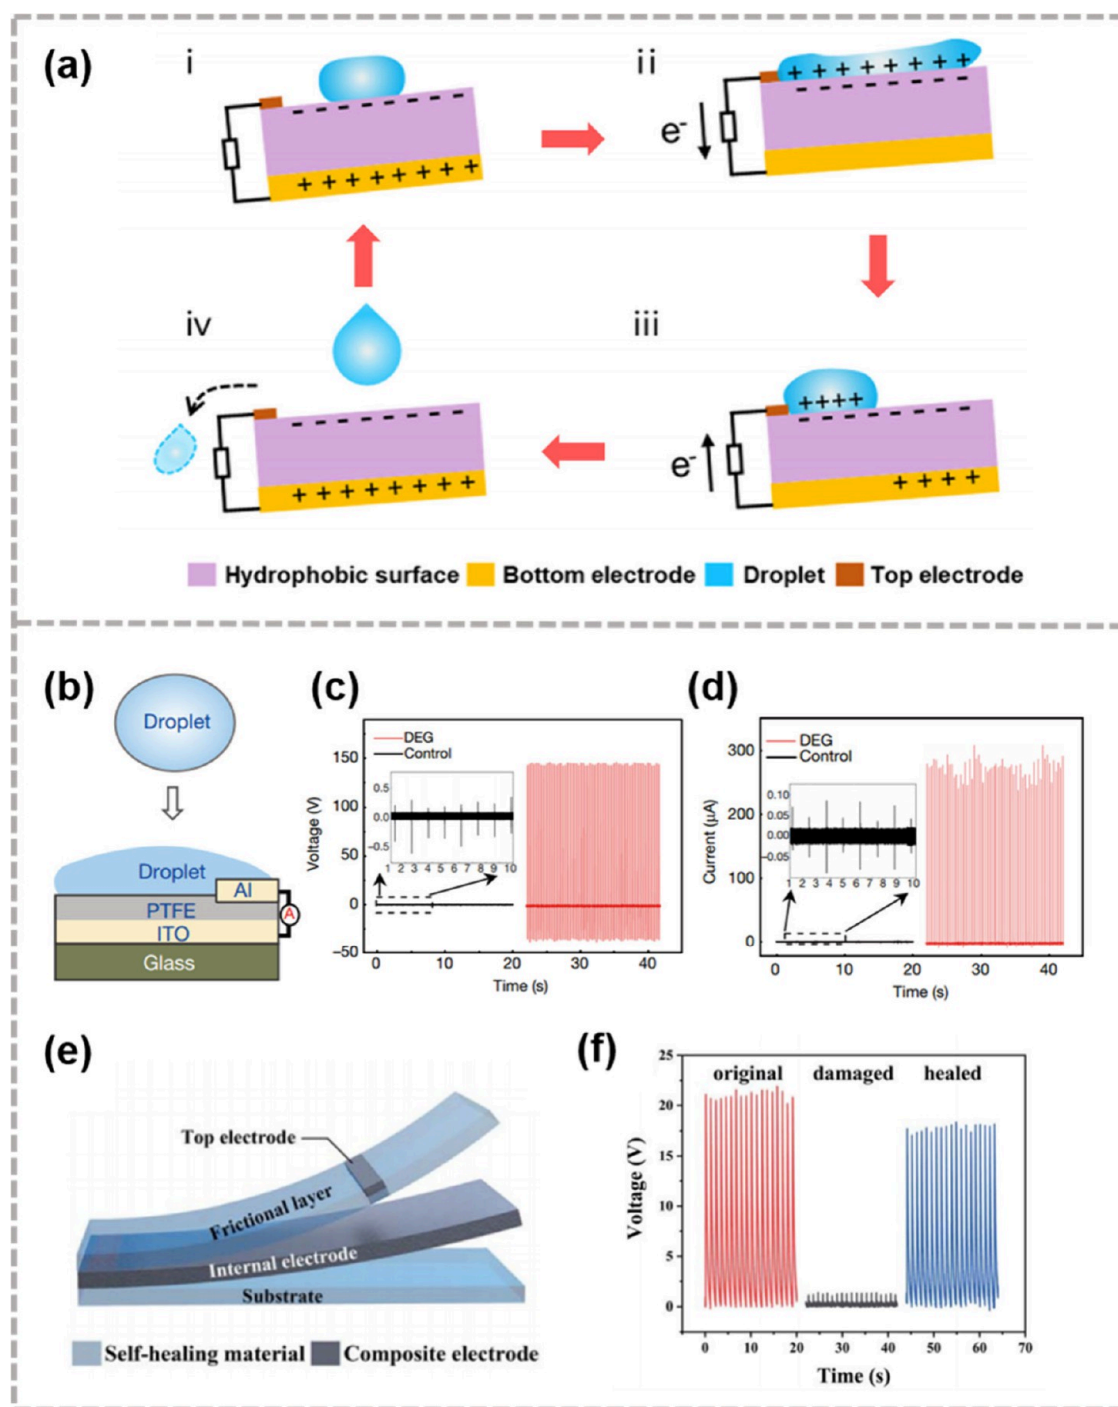 (a)
i
ii
e-
iv
iii
e-
Hydrophobic surface Bottom electrode Droplet Top electrode
(b)
Droplet
Droplet
Al
PTFE
A
ITO
Glass
(c)
DEG
Control
Voltage (V)
150
100
50
0
−50
0.5
0.0
−0.5
1 2 3 4 5 6 7 8 9 10
0 10 20 30 40
Time (s)
(d)
DEG
Control
Current (µA)
300
200
100
0
0.10
0.05
0.00
−0.05
1 2 3 4 5 6 7 8 9 10
0 10 20 30 40
Time (s)
(e)
Top electrode
Frictional layer
Internal electrode
Substrate
Self-healing material Composite electrode
(f)
original damaged healed
Voltage (V)
25
20
15
10
5
0
0 10 20 30 40 50 60 70
Time (s)